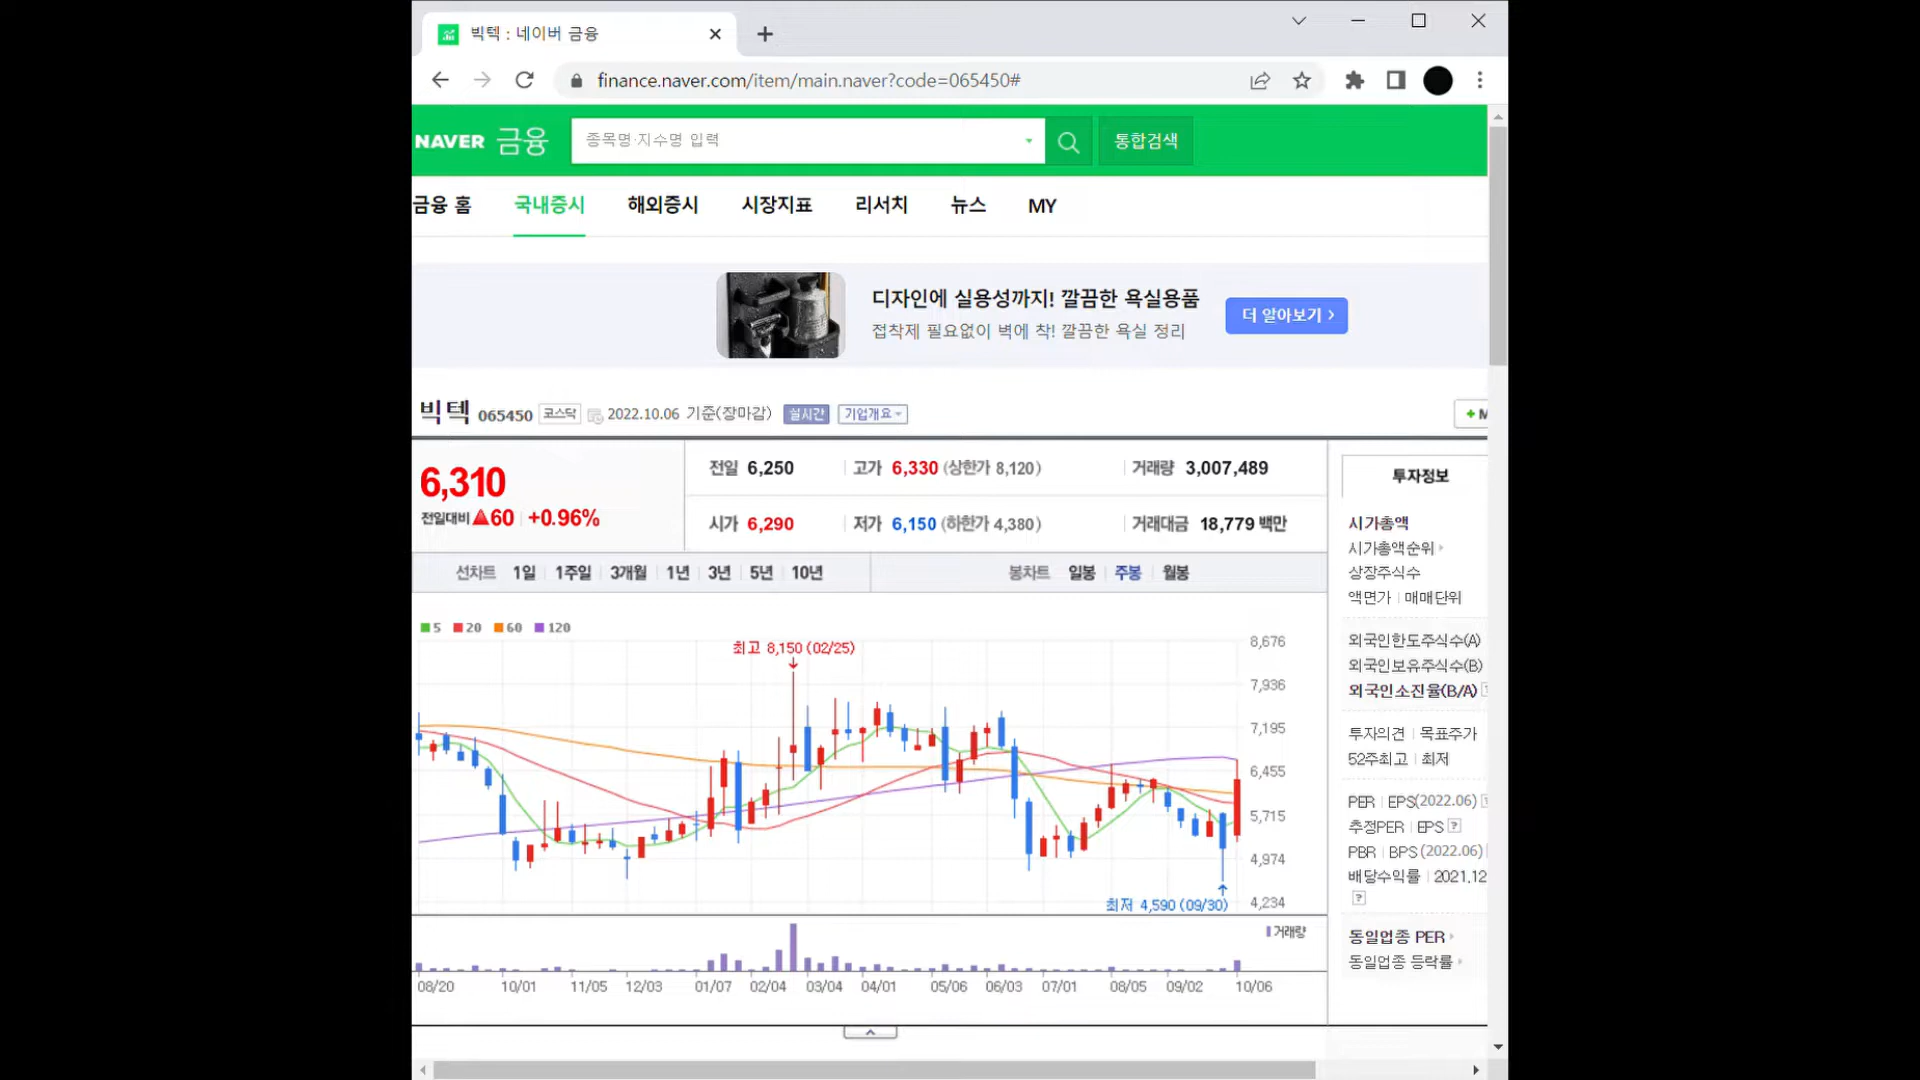 빅텍 : 네이버 금융
finance.naver.com/item/main.naver?code=065450#
NAVER 금융 종목명·지수명 입력 통합검색
금융 홈 국내증시 해외증시 시장지표 리서치 뉴스 MY
디자인에 실용성까지! 깔끔한 욕실용품
접착제 필요없이 벽에 착! 깔끔한 욕실 정리
더 알아보기 >
빅텍 065450 코스닥 2022.10.06 기준(장마감) 실시간 기업개요
+ M
6,310
전일대비 ▲60 +0.96%
전일 6,250 고가 6,330 (상한가 8,120) 거래량 3,007,489
시가 6,290 저가 6,150 (하한가 4,380) 거래대금 18,779 백만
선차트 1일 1주일 3개월 1년 3년 5년 10년 봉차트 일봉 주봉 월봉
5 20 60 120
최고 8,150 (02/25)
8,676
7,936
7,195
6,455
5,715
4,974
4,234
최저 4,590 (09/30)
거래량
08/20 10/01 11/05 12/03 01/07 02/04 03/04 04/01 05/06 06/03 07/01 08/05 09/02 10/06
투자정보
시가총액
시가총액순위
상장주식수
액면가 | 매매단위
외국인한도주식수(A)
외국인보유주식수(B)
외국인소진율(B/A) ?
투자의견 | 목표주가
52주최고 | 최저
PER | EPS(2022.06) ?
추정PER | EPS ?
PBR | BPS (2022.06)
배당수익률 | 2021.12
?
동일업종 PER
동일업종 등락률